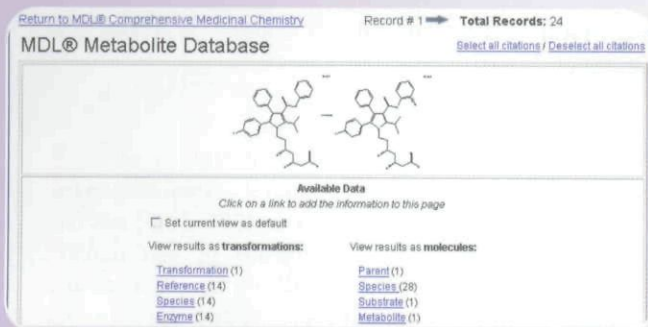 Return to MDL® Comprehensive Medicinal Chemistry Record # 1 Total Records: 24
MDL® Metabolite Database Select all citations / Deselect all citations
Available Data
Click on a link to add the information to this page
Set current view as default
View results as transformations: View results as molecules:
Transformation (1) Parent (1)
Reference (14) Species (28)
Species (14) Substrate (1)
Enzyme (14) Metabolite (1)